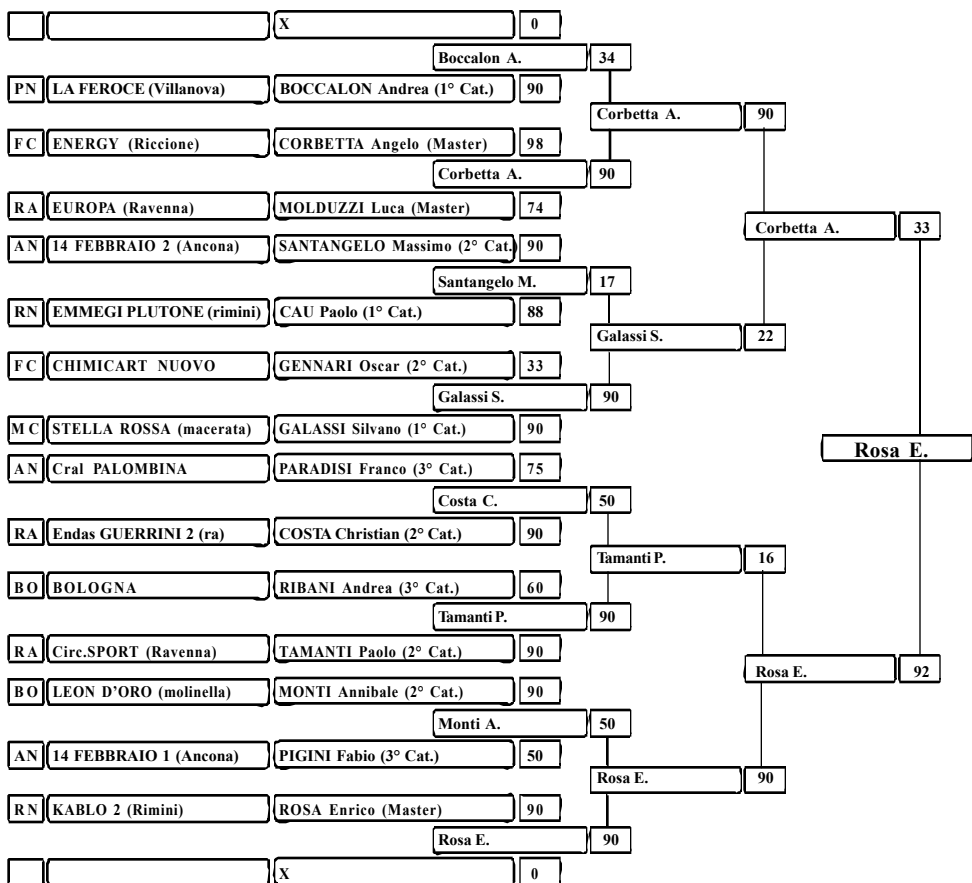 X 0
Boccalon A. 34
PN LA FEROCE (Villanova) BOCCALON Andrea (1° Cat.) 90
Corbetta A. 90
FC ENERGY (Riccione) CORBETTA Angelo (Master) 98
Corbetta A. 90
RA EUROPA (Ravenna) MOLDUZZI Luca (Master) 74
Corbetta A. 33
AN 14 FEBBRAIO 2 (Ancona) SANTANGELO Massimo (2° Cat.) 90
Santangelo M. 17
RN EMMEGI PLUTONE (rimini) CAU Paolo (1° Cat.) 88
Galassi S. 22
FC CHIMICART NUOVO GENNARI Oscar (2° Cat.) 33
Galassi S. 90
MC STELLA ROSSA (macerata) GALASSI Silvano (1° Cat.) 90
Rosa E.
AN Cral PALOMBINA PARADISI Franco (3° Cat.) 75
Costa C. 50
RA Endas GUERRINI 2 (ra) COSTA Christian (2° Cat.) 90
Tamanti P. 16
BO BOLOGNA RIBANI Andrea (3° Cat.) 60
Tamanti P. 90
RA Circ.SPORT (Ravenna) TAMANTI Paolo (2° Cat.) 90
Rosa E. 92
BO LEON D'ORO (molinella) MONTI Annibale (2° Cat.) 90
Monti A. 50
AN 14 FEBBRAIO 1 (Ancona) PIGINI Fabio (3° Cat.) 50
Rosa E. 90
RN KABLO 2 (Rimini) ROSA Enrico (Master) 90
Rosa E. 90
X 0